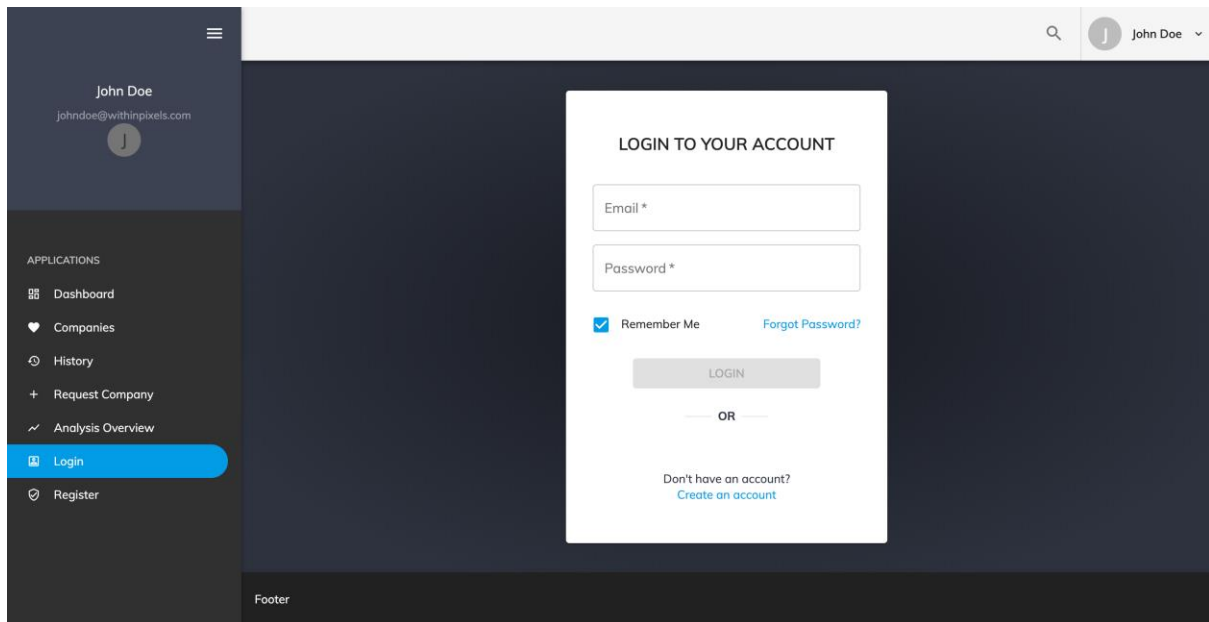 J
John Doe
John Doe
johndoe@withinpixels.com
J
APPLICATIONS
Dashboard
Companies
History
Request Company
Analysis Overview
Login
Register
LOGIN TO YOUR ACCOUNT
Email *
Password *
Remember Me
Forgot Password?
LOGIN
OR
Don't have an account?
Create an account
Footer